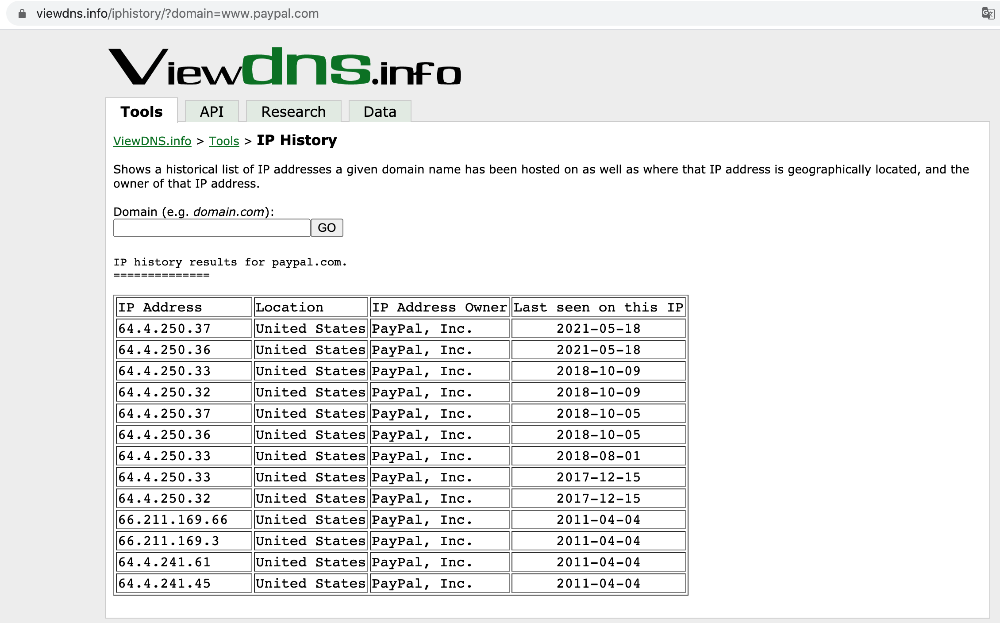 viewdns.info/iphistory/?domain=www.paypal.com
Viewdns.info
Tools API Research Data
ViewDNS.info > Tools > IP History
Shows a historical list of IP addresses a given domain name has been hosted on as well as where that IP address is geographically located, and the
owner of that IP address.
Domain (e.g. domain.com):
GO
IP history results for paypal.com.
==============
IP Address Location IP Address Owner Last seen on this IP
64.4.250.37 United States PayPal, Inc. 2021-05-18
64.4.250.36 United States PayPal, Inc. 2021-05-18
64.4.250.33 United States PayPal, Inc. 2018-10-09
64.4.250.32 United States PayPal, Inc. 2018-10-09
64.4.250.37 United States PayPal, Inc. 2018-10-05
64.4.250.36 United States PayPal, Inc. 2018-10-05
64.4.250.33 United States PayPal, Inc. 2018-08-01
64.4.250.33 United States PayPal, Inc. 2017-12-15
64.4.250.32 United States PayPal, Inc. 2017-12-15
66.211.169.66 United States PayPal, Inc. 2011-04-04
66.211.169.3 United States PayPal, Inc. 2011-04-04
64.4.241.61 United States PayPal, Inc. 2011-04-04
64.4.241.45 United States PayPal, Inc. 2011-04-04